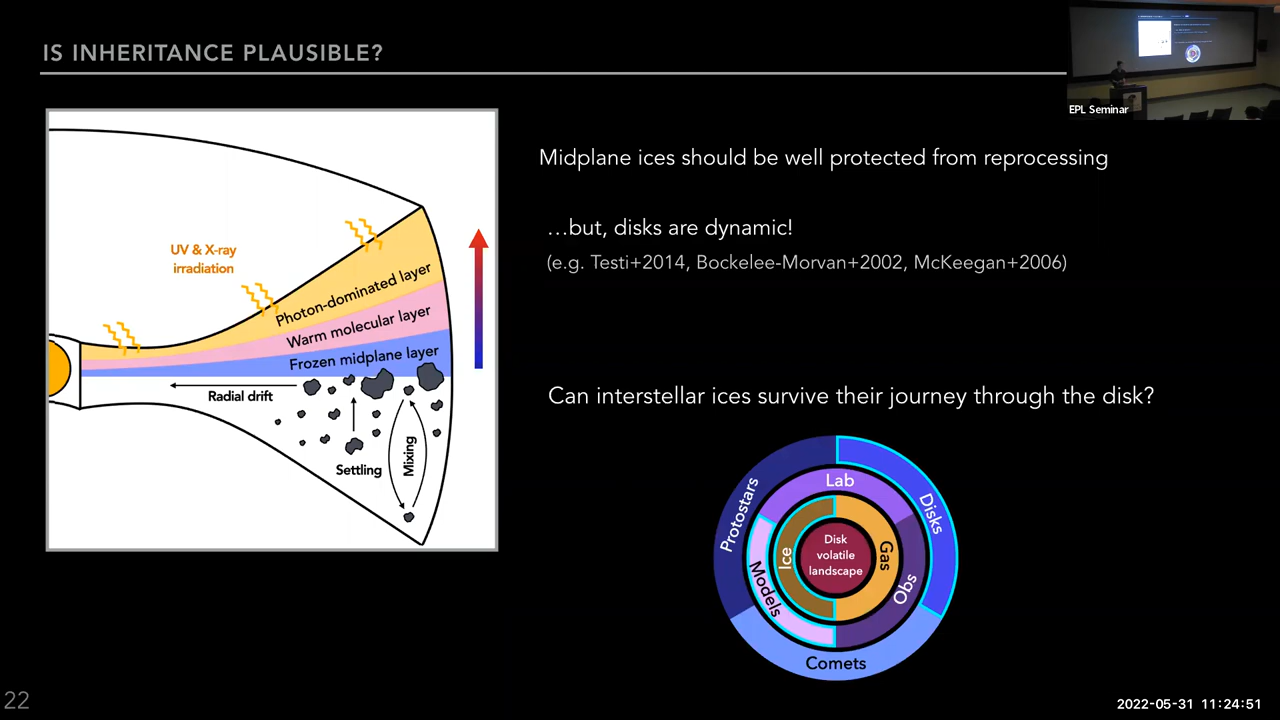 IS INHERITANCE PLAUSIBLE?
EPL Seminar
UV & X-ray
irradiation
Photon-dominated layer
Warm molecular layer
Frozen midplane layer
Radial drift
Settling
Mixing
Midplane ices should be well protected from reprocessing
...but, disks are dynamic!
(e.g. Testi+2014, Bockelee-Morvan+2002, McKeegan+2006)
Can interstellar ices survive their journey through the disk?
Protostars
Lab
Disks
Ice
Disk
volatile
landscape
Gas
Models
Obs
Comets
22
2022-05-31 11:24:51